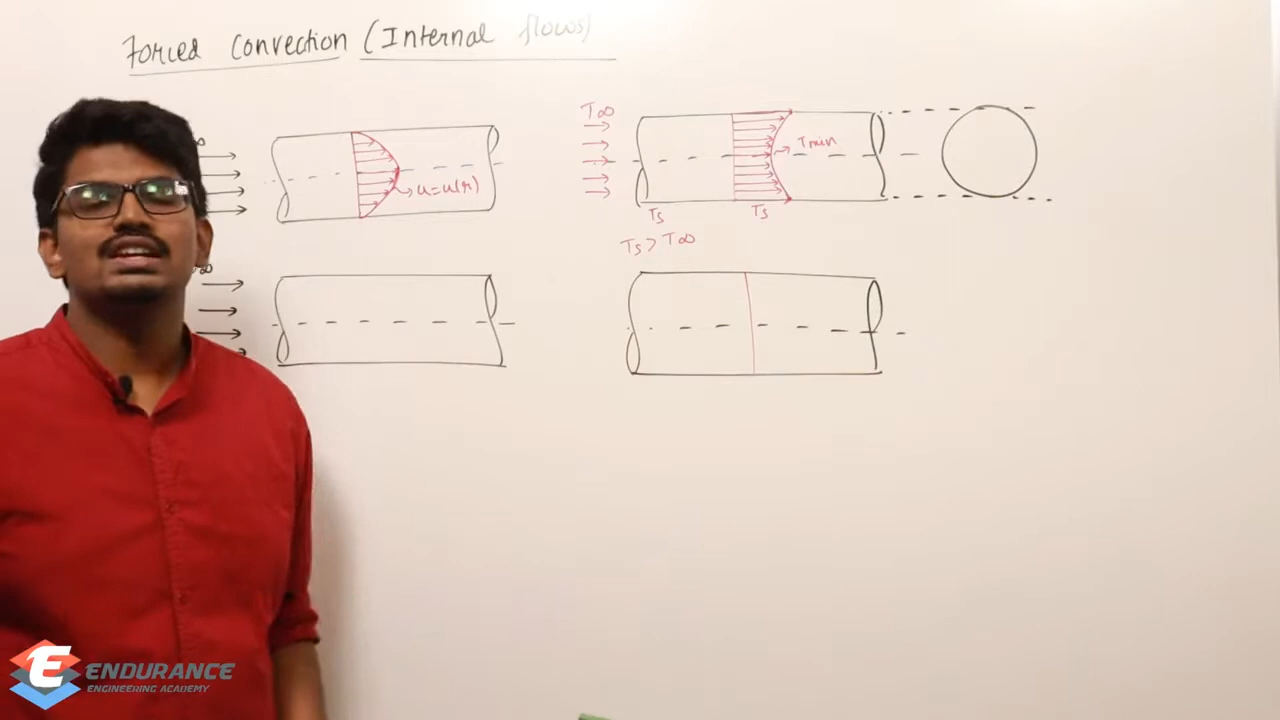 Forced Convection (Internal flows)
T∞
∞
Tmin
u=u(r)
Ts
Ts
Ts > T∞
∞
ENDURANCE
ENGINEERING ACADEMY